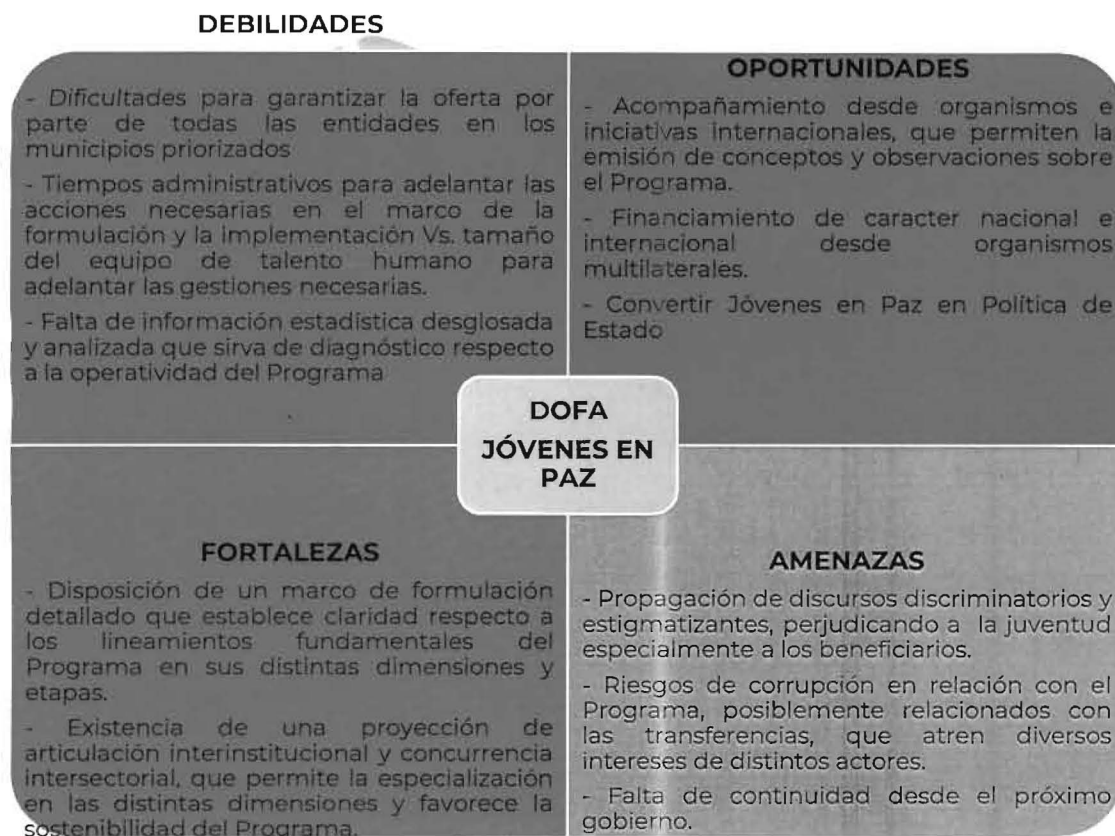 DEBILIDADES
- Dificultades para garantizar la oferta por
parte de todas las entidades en los
municipios priorizados
- Tiempos administrativos para adelantar las
acciones necesarias en el marco de la
formulación y la implementación Vs. tamaño
del equipo de talento humano para
adelantar las gestiones necesarias.
- Falta de información estadística desglosada
y analizada que sirva de diagnóstico respecto
a la operatividad del Programa
OPORTUNIDADES
- Acompañamiento desde organismos e
iniciativas internacionales, que permiten la
emisión de conceptos y observaciones sobre
el Programa.
- Financiamiento de caracter nacional e
internacional desde organismos
multilaterales.
- Convertir Jóvenes en Paz en Política de
Estado
DOFA
JÓVENES EN
PAZ
FORTALEZAS
- Disposición de un marco de formulación
detallado que establece claridad respecto a
los lineamientos fundamentales del
Programa en sus distintas dimensiones y
etapas.
- Existencia de una proyección de
articulación interinstitucional y concurrencia
intersectorial, que permite la especialización
en las distintas dimensiones y favorece la
sostenibilidad del Programa.
AMENAZAS
- Propagación de discursos discriminatorios y
estigmatizantes, perjudicando a la juventud
especialmente a los beneficiarios.
- Riesgos de corrupción en relación con el
Programa, posiblemente relacionados con
las transferencias, que atren diversos
intereses de distintos actores.
- Falta de continuidad desde el próximo
gobierno.